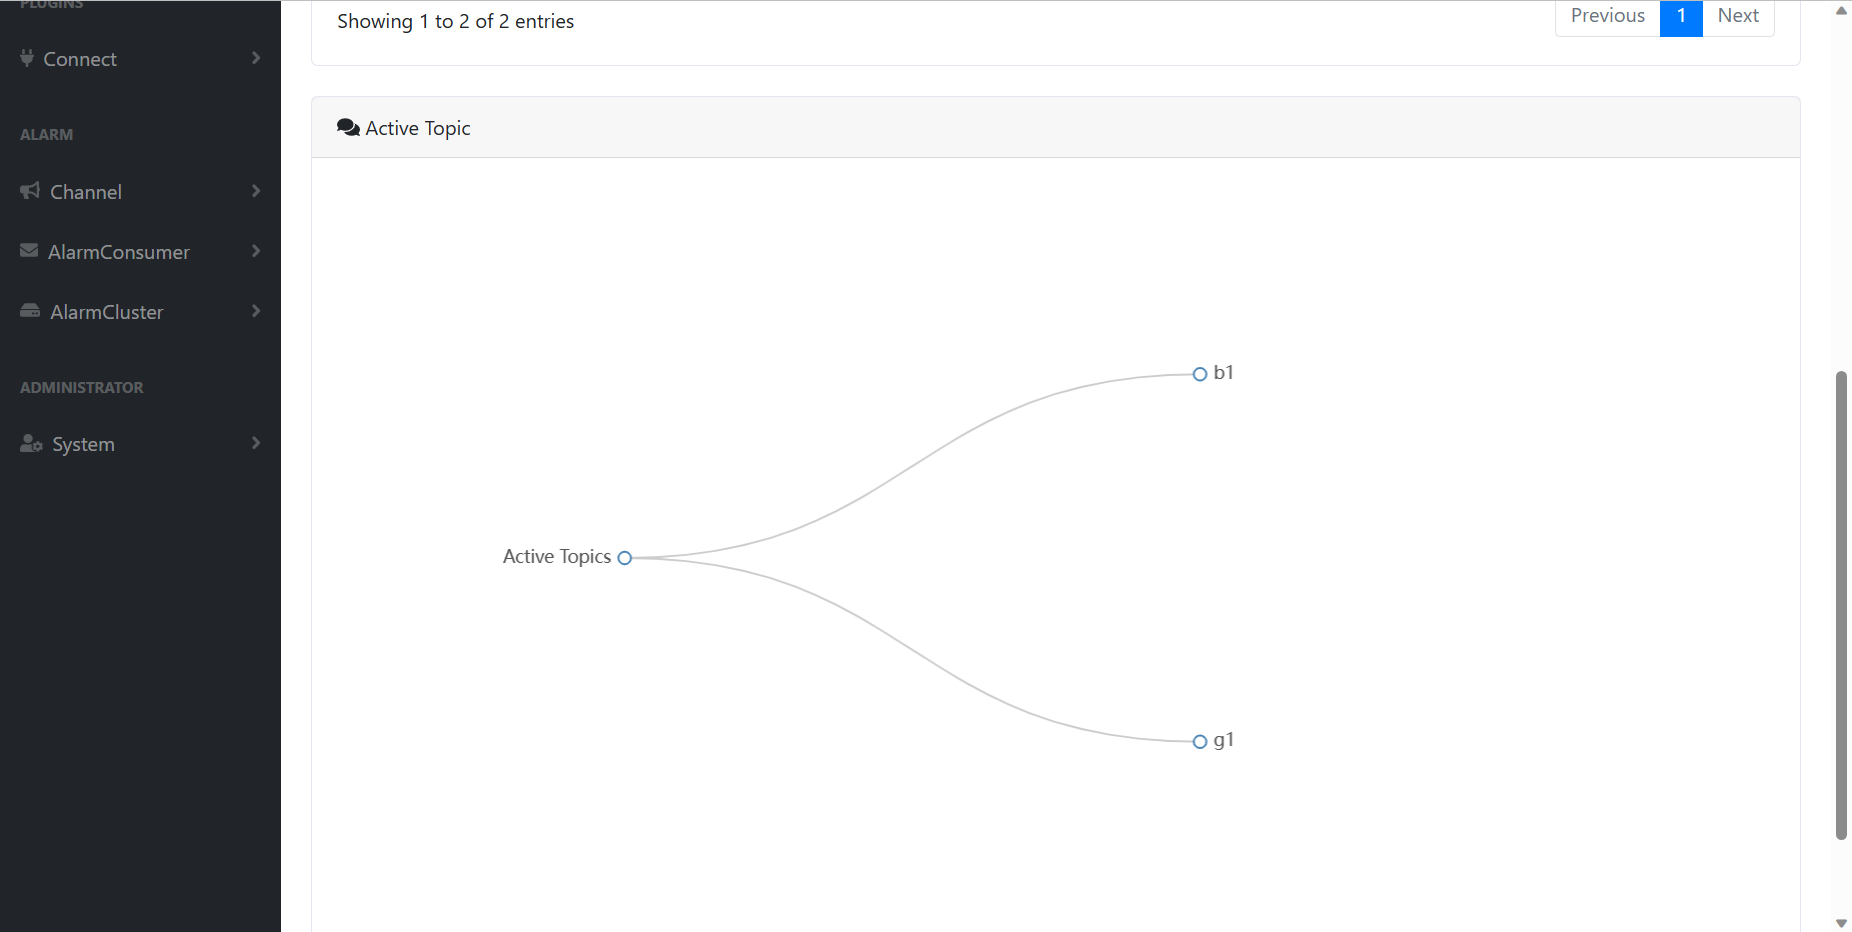 PLUGINS
Connect
ALARM
Channel
AlarmConsumer
AlarmCluster
ADMINISTRATOR
System
Showing 1 to 2 of 2 entries
Previous 1 Next
Active Topic
b1
Active Topics
g1